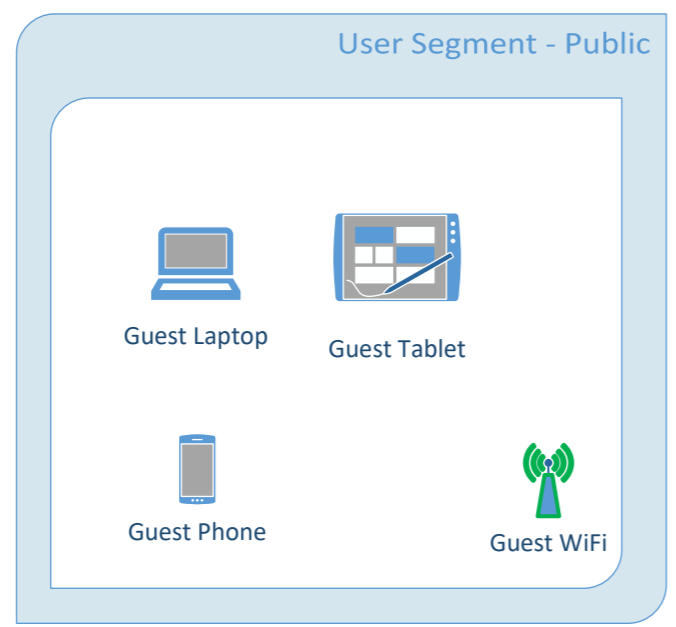 User Segment - Public
Guest Laptop
Guest Tablet
Guest Phone
Guest WiFi